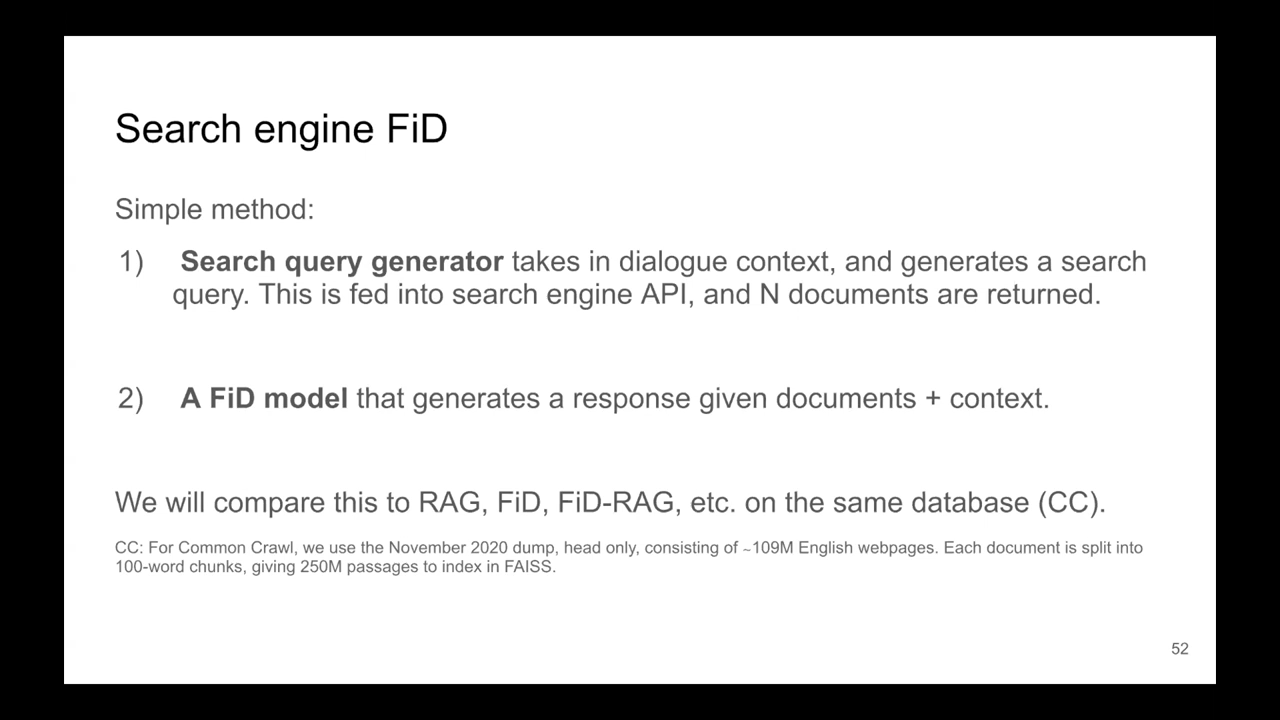 Search engine FiD
Simple method:
1) Search query generator takes in dialogue context, and generates a search
query. This is fed into search engine API, and N documents are returned.
2) A FiD model that generates a response given documents + context.
We will compare this to RAG, FiD, FiD-RAG, etc. on the same database (CC).
CC: For Common Crawl, we use the November 2020 dump, head only, consisting of ~109M English webpages. Each document is split into
100-word chunks, giving 250M passages to index in FAISS.
52